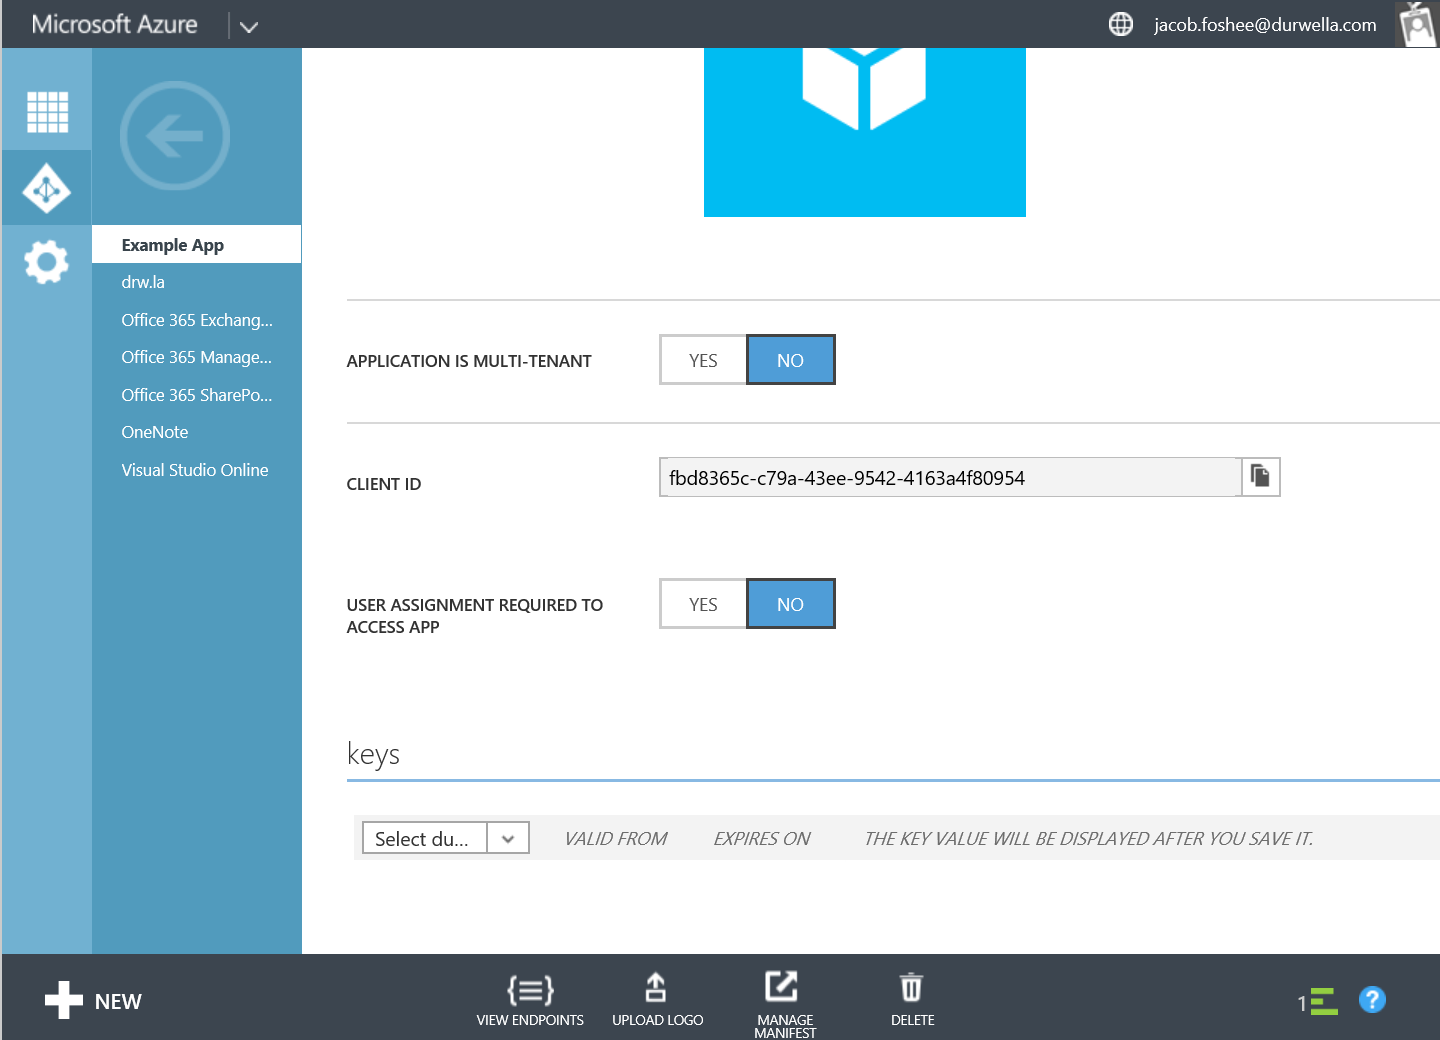 Microsoft Azure
jacob.foshee@durwella.com
Example App
drw.la
Office 365 Exchang...
Office 365 Manage...
Office 365 SharePo...
OneNote
Visual Studio Online
APPLICATION IS MULTI-TENANT
YES
NO
CLIENT ID
fbd8365c-c79a-43ee-9542-4163a4f80954
USER ASSIGNMENT REQUIRED TO
ACCESS APP
YES
NO
keys
Select du...
VALID FROM
EXPIRES ON
THE KEY VALUE WILL BE DISPLAYED AFTER YOU SAVE IT.
NEW
VIEW ENDPOINTS
UPLOAD LOGO
MANAGE
MANIFEST
DELETE
1
?